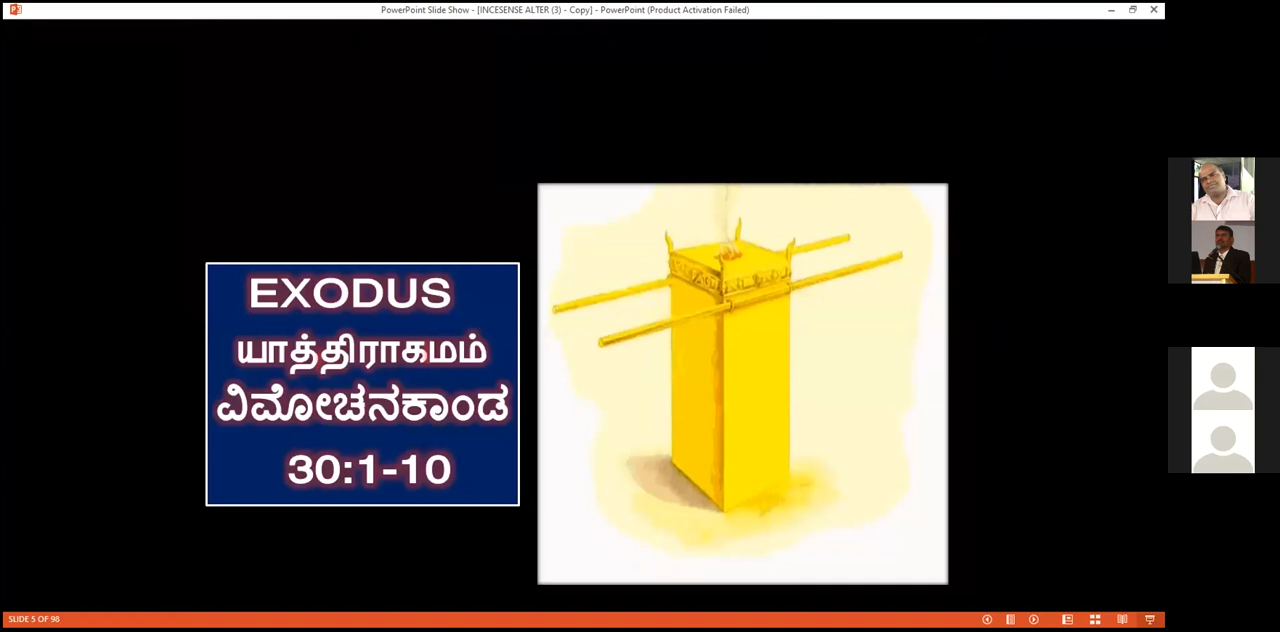 PowerPoint Slide Show - [INCESENSE ALTER (3) - Copy] - PowerPoint (Product Activation Failed)
EXODUS
யாத்திராகமம்
ವಿಮೋಚನಕಾಂಡ
30:1-10
SLIDE 5 OF 98